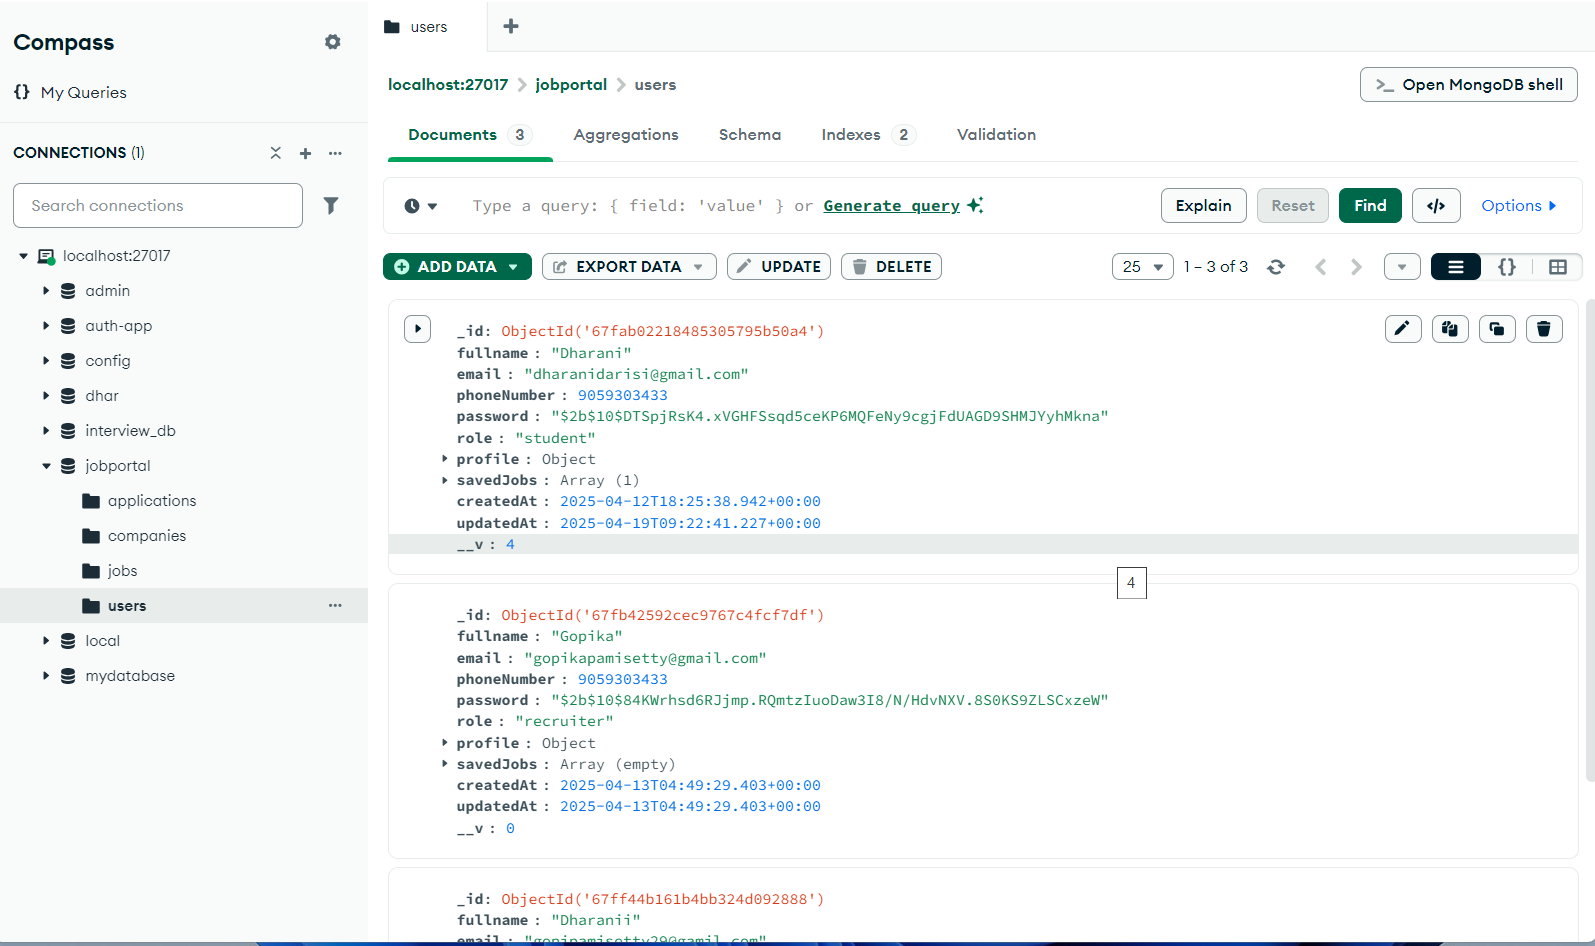 Compass
My Queries
CONNECTIONS (1)
Search connections
localhost:27017
admin
auth-app
config
dhar
interview_db
jobportal
applications
companies
jobs
users
local
mydatabase
users
localhost:27017 > jobportal > users
>_ Open MongoDB shell
Documents 3 Aggregations Schema Indexes 2 Validation
Type a query: { field: 'value' } or Generate query
Explain Reset Find </> Options
ADD DATA EXPORT DATA UPDATE DELETE
25 1 – 3 of 3 {}
_id: ObjectId('67fab02218485305795b50a4')
fullname : "Dharani"
email : "dharanidarisi@gmail.com"
phoneNumber : 9059303433
password : "$2b$10$DTSpjRsK4.xVGHFSsqd5ceKP6MQFeNy9cgjFdUAGD9SHMJYyhMkna"
role : "student"
profile : Object
savedJobs : Array (1)
createdAt : 2025-04-12T18:25:38.942+00:00
updatedAt : 2025-04-19T09:22:41.227+00:00
__v : 4
4
_id: ObjectId('67fb42592cec9767c4fcf7df')
fullname : "Gopika"
email : "gopikapamisetty@gmail.com"
phoneNumber : 9059303433
password : "$2b$10$84KWrhsd6RJjmp.RQmtzIuoDaw3I8/N/HdvNXV.8S0KS9ZLSCxzeW"
role : "recruiter"
profile : Object
savedJobs : Array (empty)
createdAt : 2025-04-13T04:49:29.403+00:00
updatedAt : 2025-04-13T04:49:29.403+00:00
__v : 0
_id: ObjectId('67ff44b161b4bb324d092888')
fullname : "Dharanii"
email : "gopipamisetty29@gamil.com"